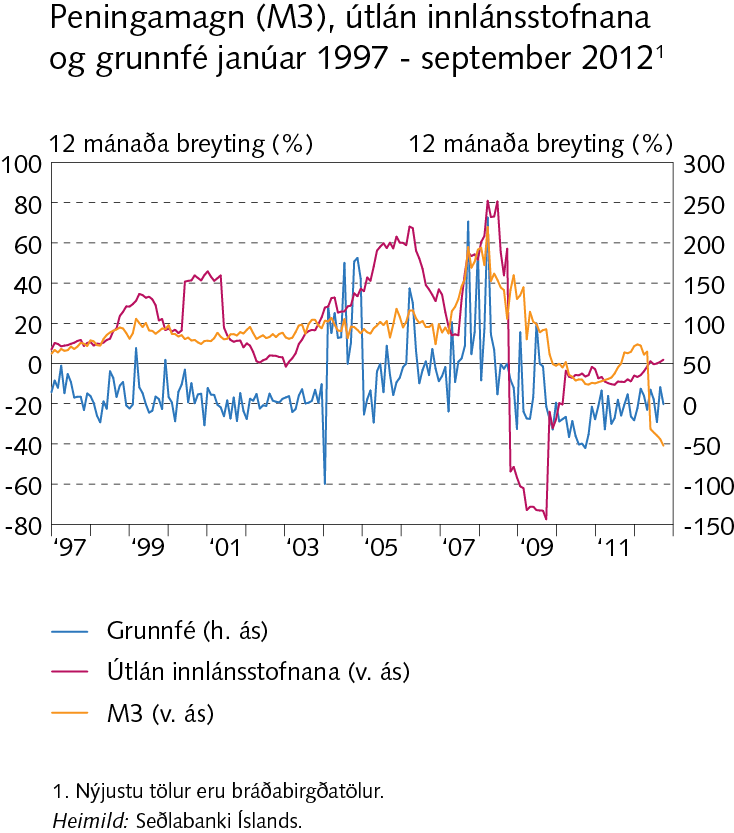 Peningamagn (M3), útlán innlánsstofnana
og grunnfé janúar 1997 - september 2012¹
12 mánaða breyting (%)
12 mánaða breyting (%)
100
80
60
40
20
0
-20
-40
-60
-80
300
250
200
150
100
50
0
-50
-100
-150
‘97 ‘99 ‘01 ‘03 ‘05 ‘07 ‘09 ‘11
Grunnfé (h. ás)
Útlán innlánsstofnana (v. ás)
M3 (v. ás)
1. Nýjustu tölur eru bráðabirgðatölur.
Heimild: Seðlabanki Íslands.